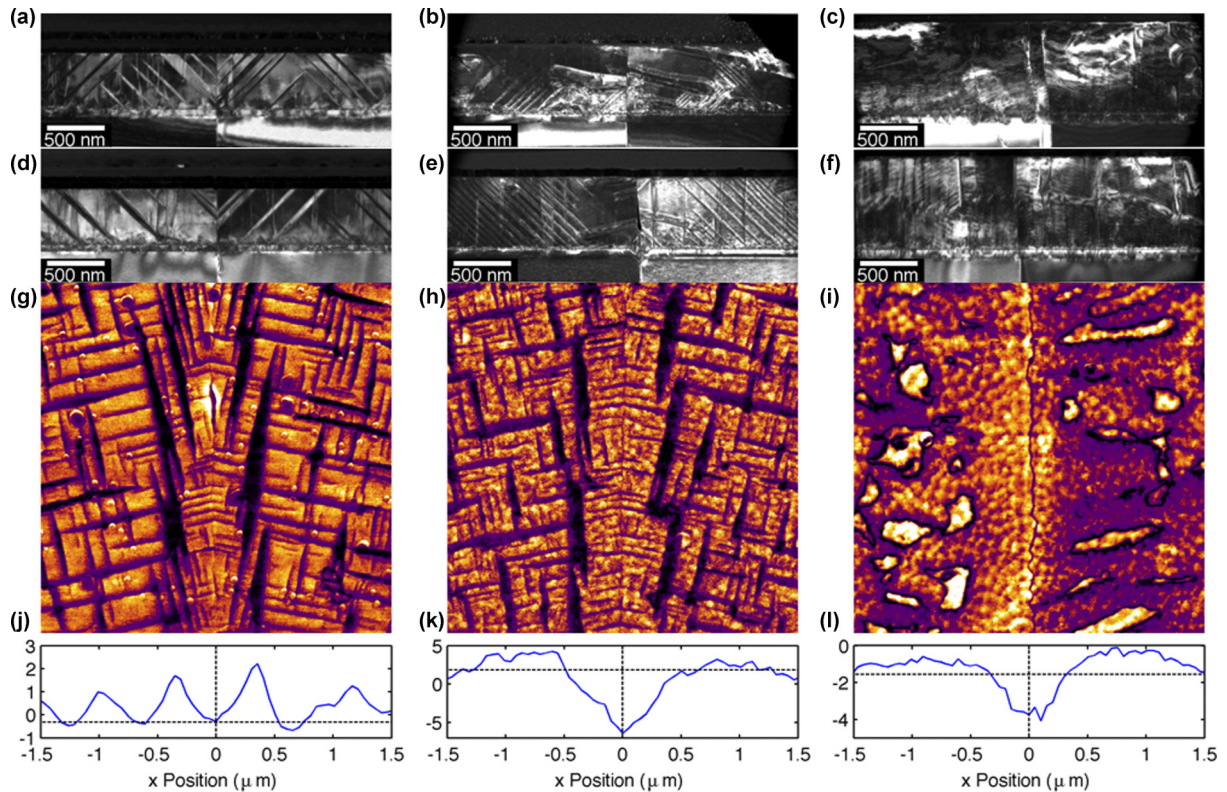 (a) (b) (c)
500 nm 500 nm 500 nm
(d) (e) (f)
500 nm 500 nm 500 nm
(g) (h) (i)
(j) (k) (l)
3 5 0
2
1 0 -2
0
-1 -5 -4
-1.5 -1 -0.5 0 0.5 1 1.5 -1.5 -1 -0.5 0 0.5 1 1.5 -1.5 -1 -0.5 0 0.5 1 1.5
x Position (μ m) x Position (μ m) x Position (μ m)